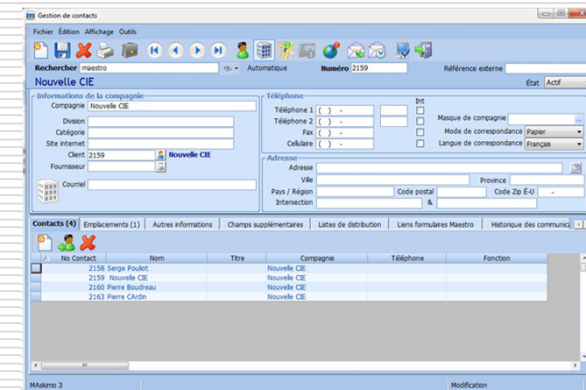 Gestion de contacts
Fichier Édition Affichage Outils
Rechercher maestro Automatique Numéro 2159 Référence externe
Nouvelle CIE État Actif
Informations de la compagnie
Compagnie Nouvelle CIE
Division
Catégorie
Site internet
Client 2159 Nouvelle CIE
Fournisseur
Courriel
Téléphone
Int
Téléphone 1 ( ) -
Téléphone 2 ( ) -
Fax ( ) -
Cellulaire ( ) -
Masque de compagnie
Mode de correspondance Papier
Langue de correspondance Français
Adresse
Adresse
Ville Province
Pays / Région Code postal Code Zip É-U -
Intersection &
Contacts (4) Emplacements (1) Autres informations Champs supplémentaires Listes de distribution Liens formulaires Maestro Historique des communic
No Contact Nom Titre Compagnie Téléphone Fonction
2158 Serge Pouliot Nouvelle CIE
2159 Nouvelle CIE Nouvelle CIE
2160 Pierre Boudreau Nouvelle CIE
2163 Pierre CArdin Nouvelle CIE
MAskimo 3 Modification